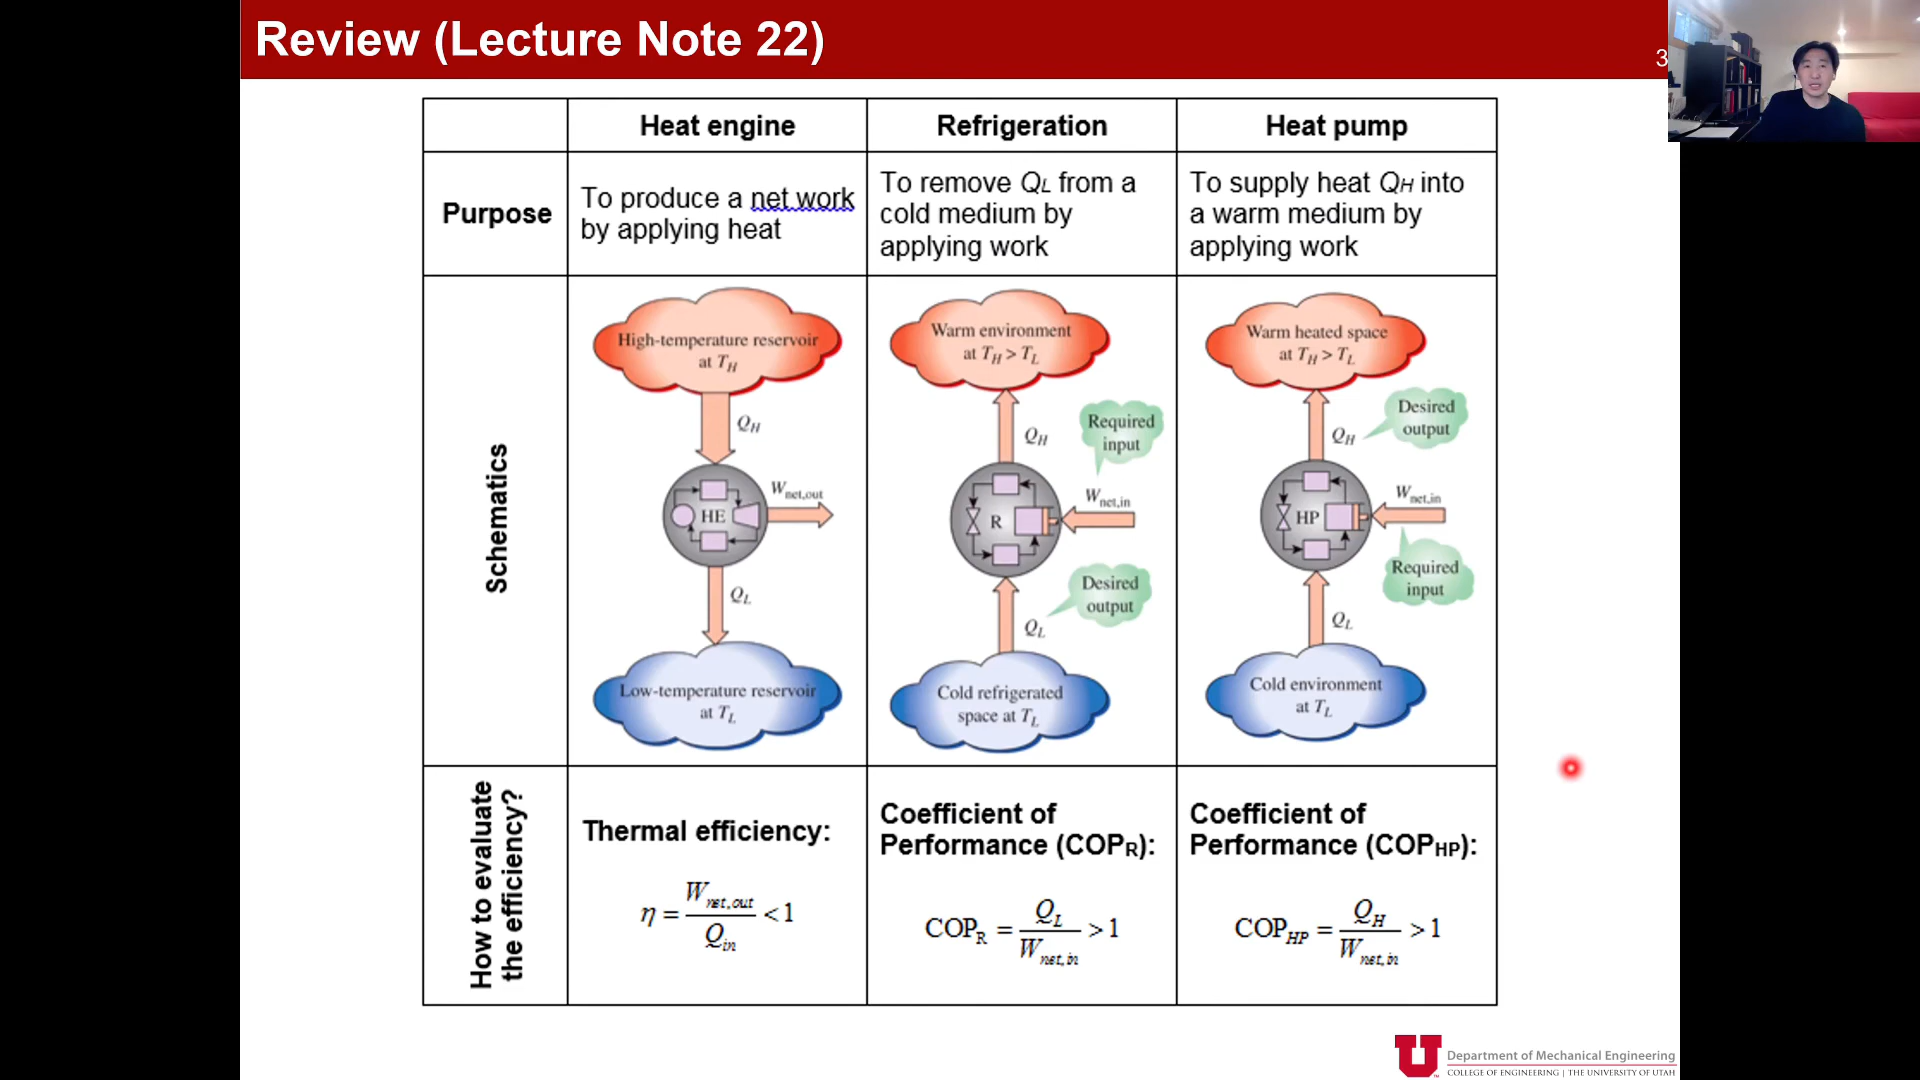 Review (Lecture Note 22)
3
Heat engine
Refrigeration
Heat pump
Purpose
To produce a net work
by applying heat
To remove QL from a
cold medium by
applying work
To supply heat QH into
a warm medium by
applying work
Schematics
High-temperature reservoir
at TH
QH
HE
Wnet,out
QL
Low-temperature reservoir
at TL
Warm environment
at TH > TL
QH
Required
input
R
Wnet,in
Desired
output
QL
Cold refrigerated
space at TL
Warm heated space
at TH > TL
Desired
output
QH
HP
Wnet,in
Required
input
QL
Cold environment
at TL
How to evaluate
the efficiency?
Thermal efficiency:
η = Wnet,out / Qin < 1
Coefficient of
Performance (COPR):
COPR = QL / Wnet,in > 1
Coefficient of
Performance (COPHP):
COPHP = QH / Wnet,in > 1
U
Department of Mechanical Engineering
COLLEGE OF ENGINEERING | THE UNIVERSITY OF UTAH